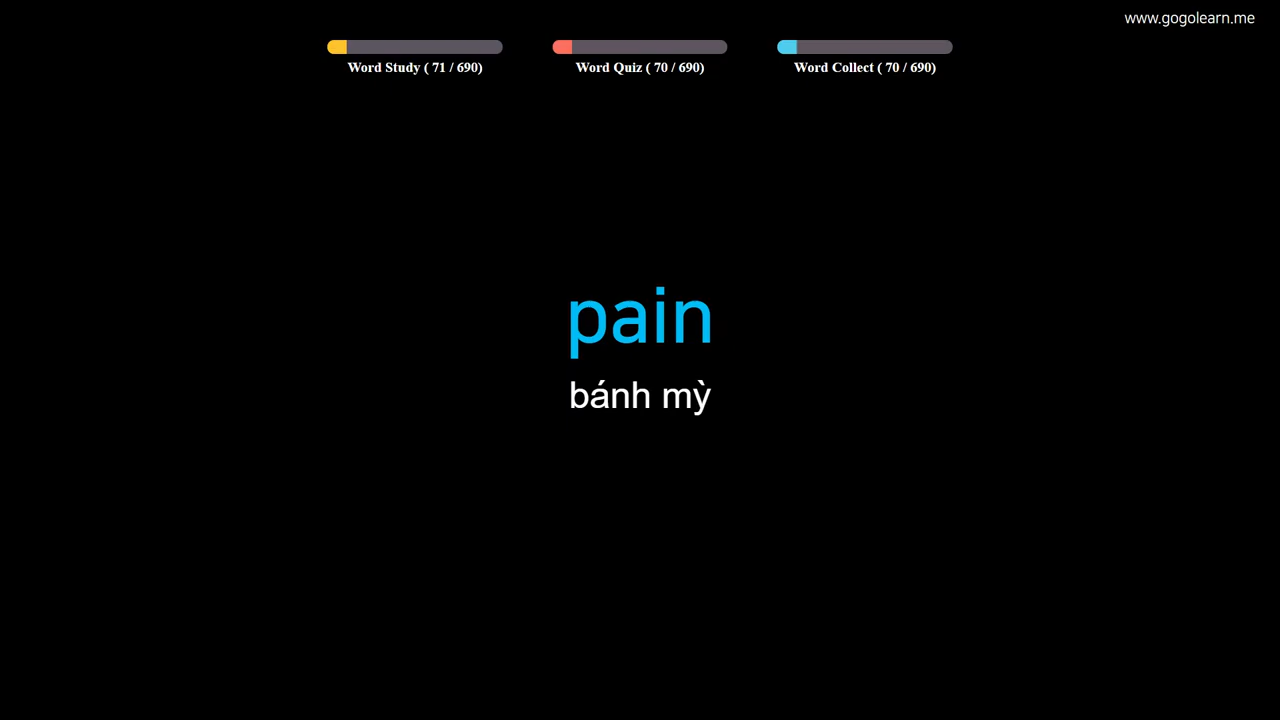 www.gogolearn.me
Word Study ( 71 / 690)
Word Quiz ( 70 / 690)
Word Collect ( 70 / 690)
pain
bánh mỳ